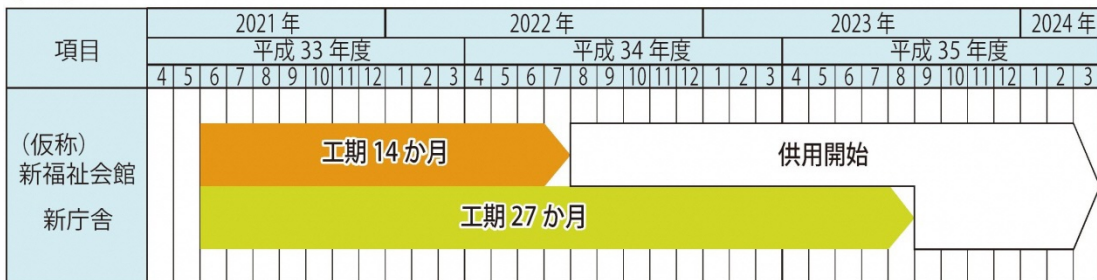 項目
2021年 2022年 2023年 2024年
平成33年度 平成34年度 平成35年度
4 5 6 7 8 9 10 11 12 1 2 3 4 5 6 7 8 9 10 11 12 1 2 3 4 5 6 7 8 9 10 11 12 1 2 3
(仮称)
新福祉会館
新庁舎
工期14か月
供用開始
工期27か月